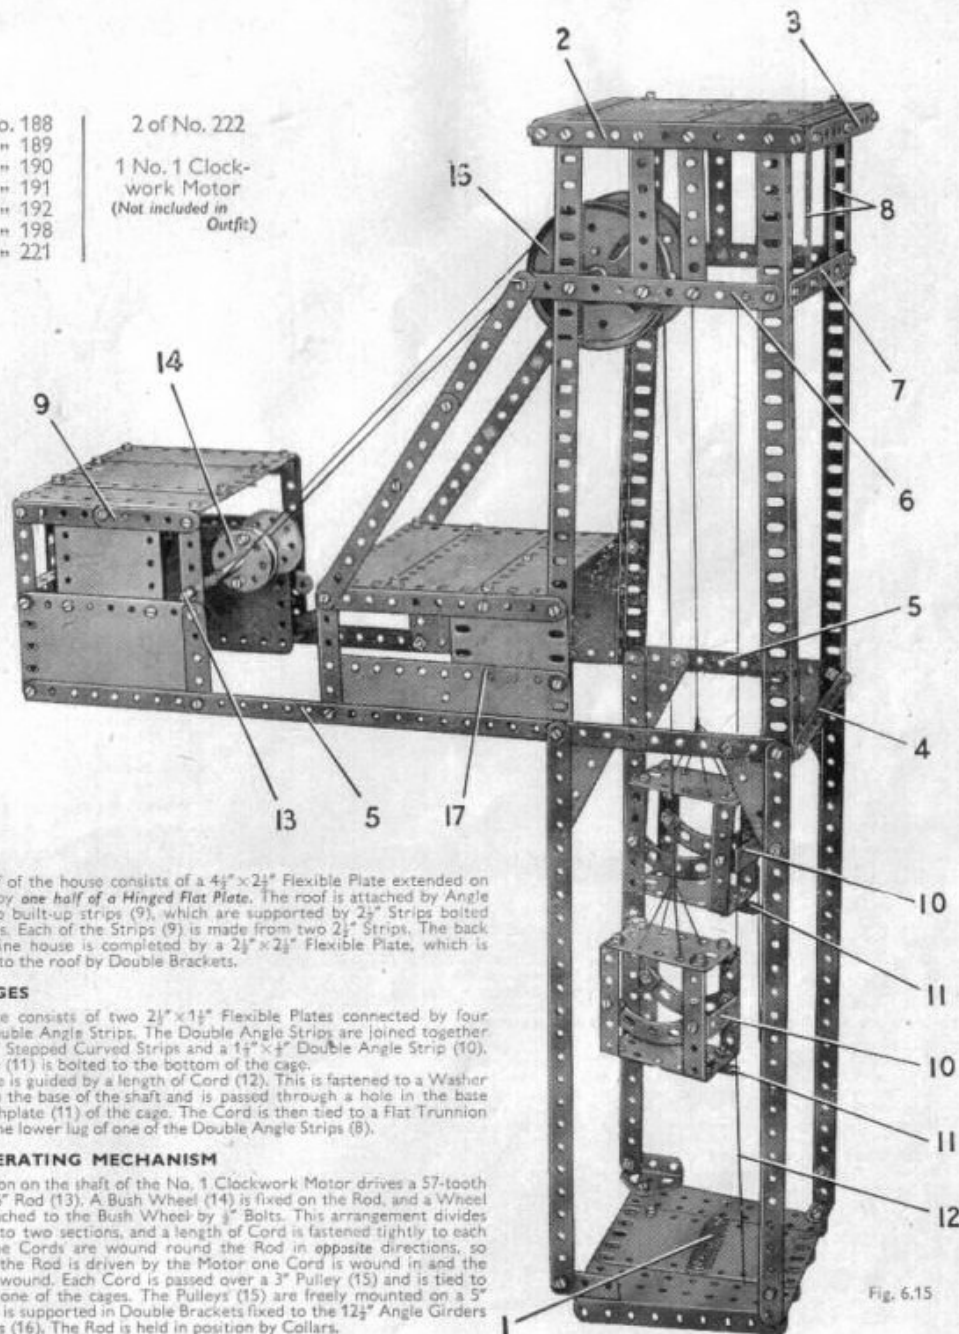 2
3
o. 188
„ 189
„ 190
„ 191
„ 192
„ 198
„ 221
2 of No. 222
1 No. 1 Clock-
work Motor
(Not included in
Outfit)
15
8
7
14
9
6
5
4
13
5
17
of the house consists of a 4½″×2½″ Flexible Plate extended on
by one half of a Hinged Flat Plate. The roof is attached by Angle
built-up strips (9), which are supported by 2½″ Strips bolted
s. Each of the Strips (9) is made from two 2½″ Strips. The back
ine house is completed by a 2½″×2½″ Flexible Plate, which is
to the roof by Double Brackets.
GES
e consists of two 2½″×1½″ Flexible Plates connected by four
uble Angle Strips. The Double Angle Strips are joined together
Stepped Curved Strips and a 1½″×½″ Double Angle Strip (10).
(11) is bolted to the bottom of the cage.
e is guided by a length of Cord (12). This is fastened to a Washer
the base of the shaft and is passed through a hole in the base
hplate (11) of the cage. The Cord is then tied to a Flat Trunnion
he lower lug of one of the Double Angle Strips (8).
ERATING MECHANISM
on on the shaft of the No. 1 Clockwork Motor drives a 57-tooth
″ Rod (13). A Bush Wheel (14) is fixed on the Rod, and a Wheel
ched to the Bush Wheel by Bolts. This arrangement divides
to two sections, and a length of Cord is fastened tightly to each
e Cords are wound round the Rod in opposite directions, so
the Rod is driven by the Motor one Cord is wound in and the
wound. Each Cord is passed over a 3″ Pulley (15) and is tied to
one of the cages. The Pulleys (15) are freely mounted on a 5″
is supported in Double Brackets fixed to the 12½″ Angle Girders
s (16). The Rod is held in position by Collars.
10
11
10
11
12
1
Fig. 6.15